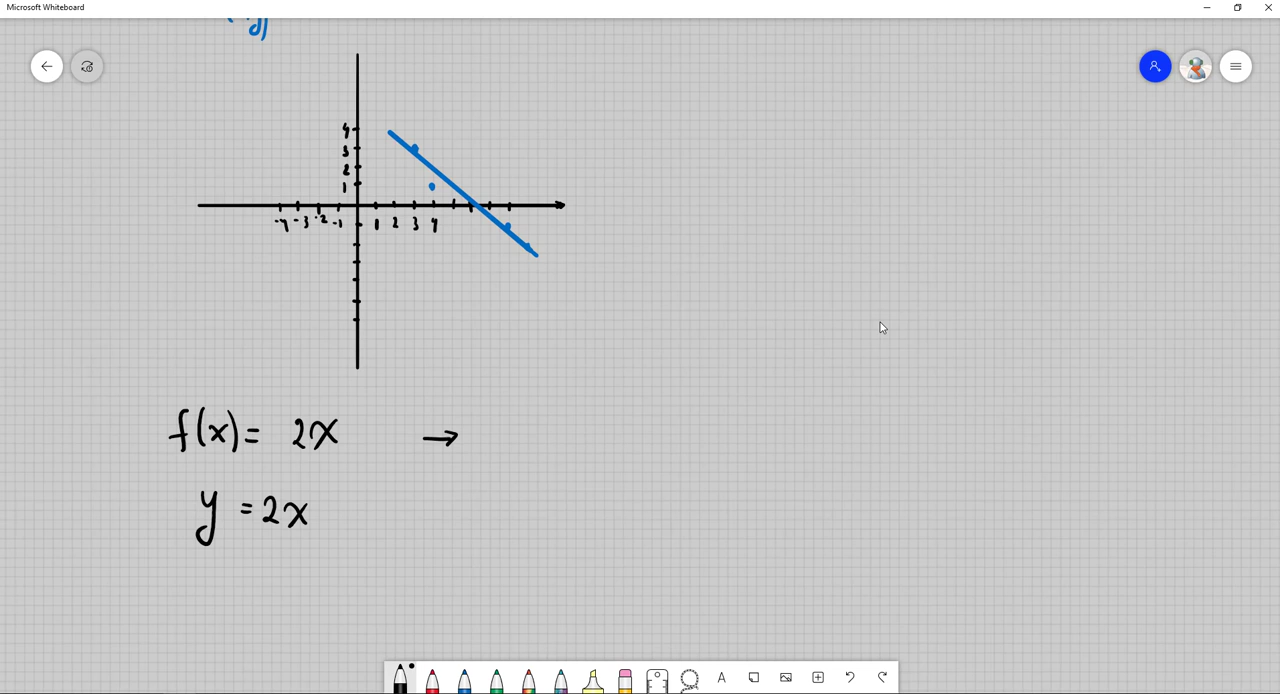 Microsoft Whiteboard
y)
4
3
2
1
-4 -3 -2 -1 1 2 3 4
f(x) = 2x →
y = 2x
A